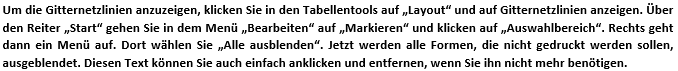 Um die Gitternetzlinien anzuzeigen, klicken Sie in den Tabellentools auf „Layout“ und auf Gitternetzlinien anzeigen. Über
den Reiter „Start“ gehen Sie in dem Menü „Bearbeiten“ auf „Markieren“ und klicken auf „Auswahlbereich“. Rechts geht
dann ein Menü auf. Dort wählen Sie „Alle ausblenden“. Jetzt werden alle Formen, die nicht gedruckt werden sollen,
ausgeblendet. Diesen Text können Sie auch einfach anklicken und entfernen, wenn Sie ihn nicht mehr benötigen.